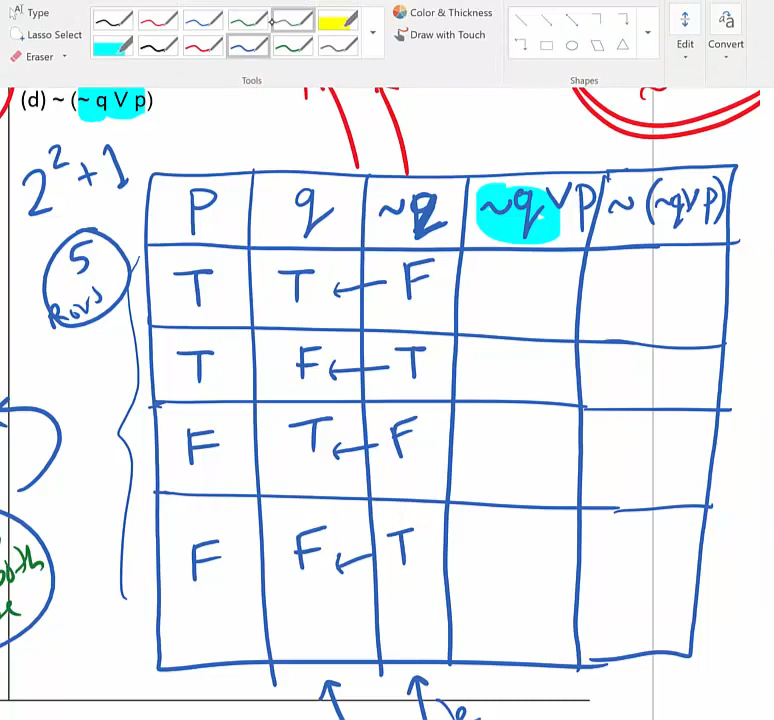 Type
Lasso Select
Eraser
Color & Thickness
Draw with Touch
Edit
Convert
Tools
Shapes
(d) ~ (~ q V p)
2² + 1
5
Rows
P q ~q ~q V P ~ (~q V P)
T T ← F
T F ← T
F T ← F
F F ← T